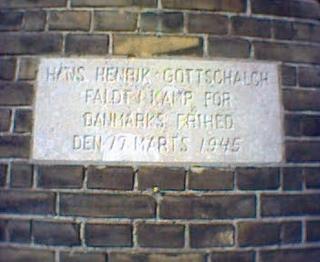 HANS HENRIK GOTTSCHALCH
FALDT I KAMP FOR
DANMARKS FRIHED
DEN 17 MARTS 1945